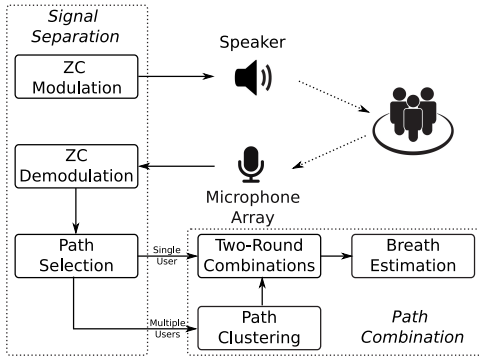 Signal
Separation
ZC
Modulation
Speaker
ZC
Demodulation
Microphone
Array
Path
Selection
Single
User
Two-Round
Combinations
Breath
Estimation
Multiple
Users
Path
Clustering
Path
Combination